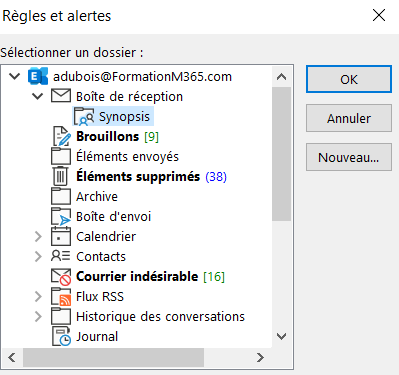 Règles et alertes
Sélectionner un dossier :
adubois@FormationM365.com
Boîte de réception
Synopsis
Brouillons [9]
Éléments envoyés
Éléments supprimés (38)
Archive
Boîte d'envoi
Calendrier
Contacts
Courrier indésirable [16]
Flux RSS
Historique des conversations
Journal
OK
Annuler
Nouveau...